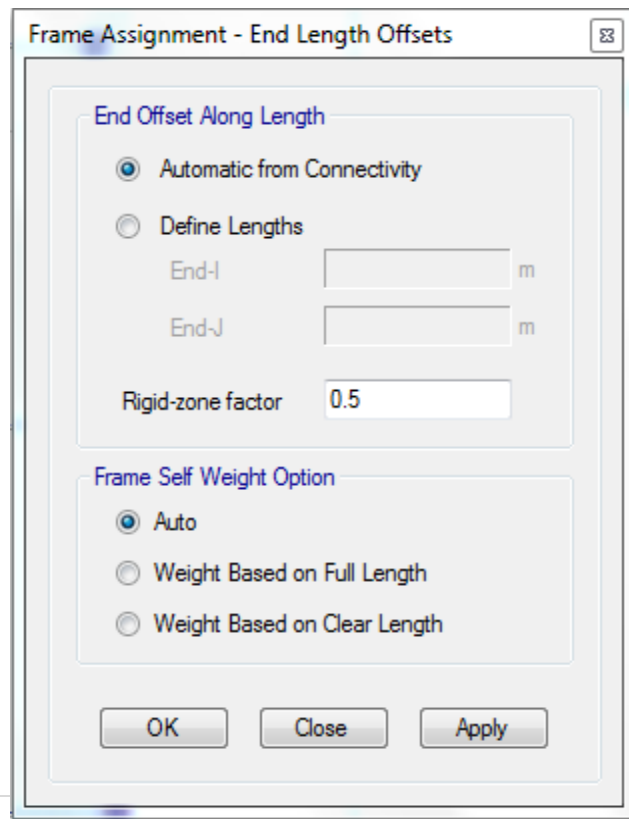 Frame Assignment - End Length Offsets
End Offset Along Length
Automatic from Connectivity
Define Lengths
End-I m
End-J m
Rigid-zone factor 0.5
Frame Self Weight Option
Auto
Weight Based on Full Length
Weight Based on Clear Length
OK Close Apply